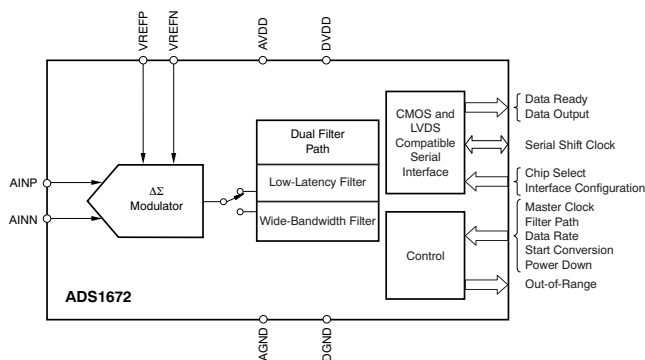 VREFP
VREFN
AVDD
DVDD
CMOS and
LVDS
Compatible
Serial
Interface
Data Ready
Data Output
Serial Shift Clock
Chip Select
Interface Configuration
Dual Filter
Path
Low-Latency Filter
Wide-Bandwidth Filter
AINP
AINN
ΔΣ
Modulator
Control
Master Clock
Filter Path
Data Rate
Start Conversion
Power Down
Out-of-Range
ADS1672
AGND
DGND